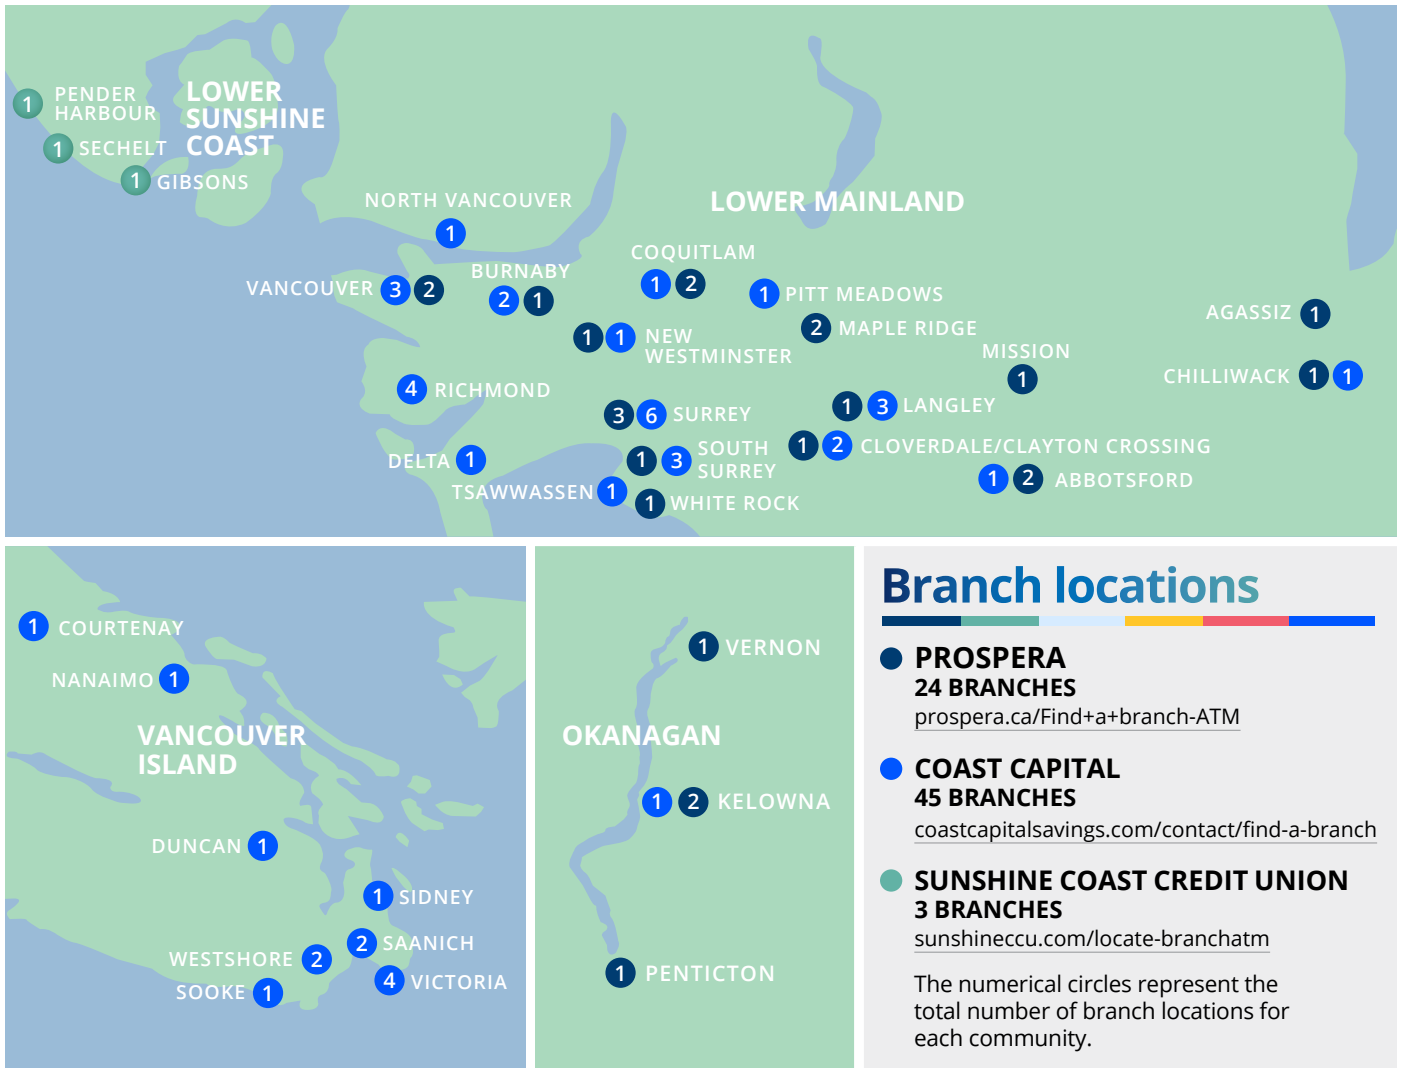 1 PENDER
HARBOUR
1 SECHELT
1 GIBSONS
LOWER
SUNSHINE
COAST
NORTH VANCOUVER
1
LOWER MAINLAND
VANCOUVER 3 2
BURNABY
2 1
COQUITLAM
1 2
1 PITT MEADOWS
2 MAPLE RIDGE
1 1 NEW
WESTMINSTER
AGASSIZ 1
MISSION
1
CHILLIWACK 1 1
4 RICHMOND
3 6 SURREY
1 3 LANGLEY
DELTA 1
1 3 SOUTH
SURREY
1 2 CLOVERDALE/CLAYTON CROSSING
TSAWWASSEN 1
1 WHITE ROCK
1 2 ABBOTSFORD
1 COURTENAY
NANAIMO 1
VANCOUVER
ISLAND
DUNCAN 1
1 SIDNEY
2 SAANICH
WESTSHORE 2
4 VICTORIA
SOOKE 1
1 VERNON
OKANAGAN
1 2 KELOWNA
1 PENTICTON
Branch locations
PROSPERA
24 BRANCHES
prospera.ca/Find+a+branch-ATM
COAST CAPITAL
45 BRANCHES
coastcapitalsavings.com/contact/find-a-branch
SUNSHINE COAST CREDIT UNION
3 BRANCHES
sunshineccu.com/locate-branchatm
The numerical circles represent the
total number of branch locations for
each community.